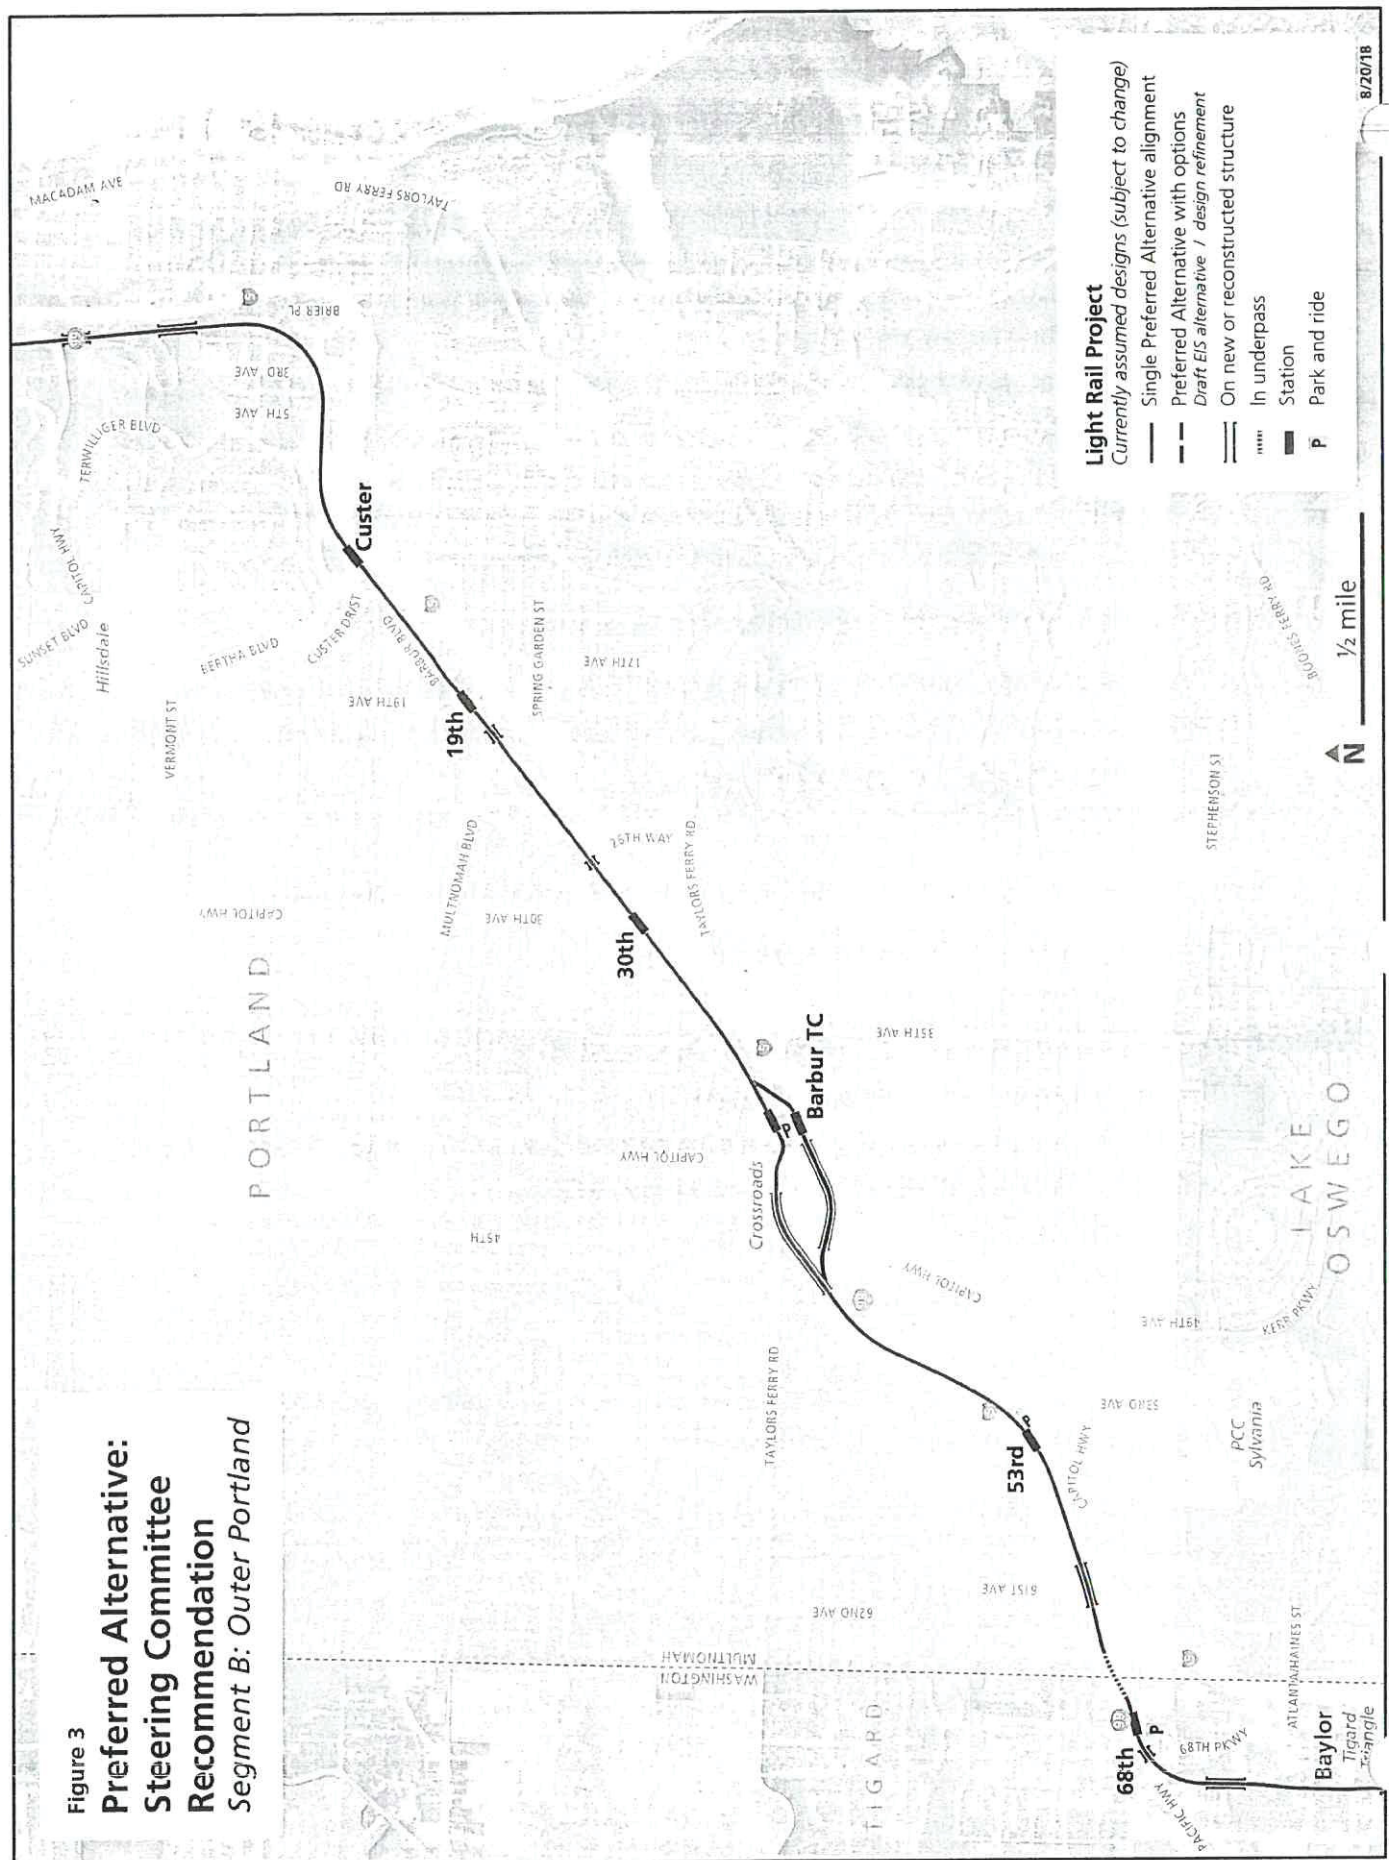 Figure 3
Preferred Alternative:
Steering Committee
Recommendation
Segment B: Outer Portland
MACADAM AVE
TAYLORS FERRY RD
BRIER PL
3RD AVE
5TH AVE
TERWILLIGER BLVD
CAPITOL HWY
SUNSET BLVD
Hillsdale
BERTHA BLVD
VERMONT ST
CUSTER DR/ST
BARBUR BLVD
Custer
19TH AVE
19th
SPRING GARDEN ST
17TH AVE
CAPITOL HWY
MULTNOMAH BLVD
30TH AVE
26TH WAY
TAYLORS FERRY RD
30th
PORTLAND
35TH AVE
Barbur TC
P
Crossroads
CAPITOL HWY
45TH
CAPITOL HWY
TAYLORS FERRY RD
49TH AVE
KERR PKWY
LAKE
OSWEGO
STEPHENSON ST
BOONES FERRY RD
53RD AVE
PCC
Sylvania
CAPITOL HWY
P
53rd
61ST AVE
62ND AVE
MULTNOMAH
WASHINGTON
TIGARD
99
68th
P
68TH PKWY
PACIFIC HWY
ATLANTA/HAINES ST
Baylor
Tigard
Triangle
Light Rail Project
Currently assumed designs (subject to change)
Single Preferred Alternative alignment
Preferred Alternative with options
Draft EIS alternative / design refinement
On new or reconstructed structure
In underpass
Station
P Park and ride
N
1/2 mile
8/20/18